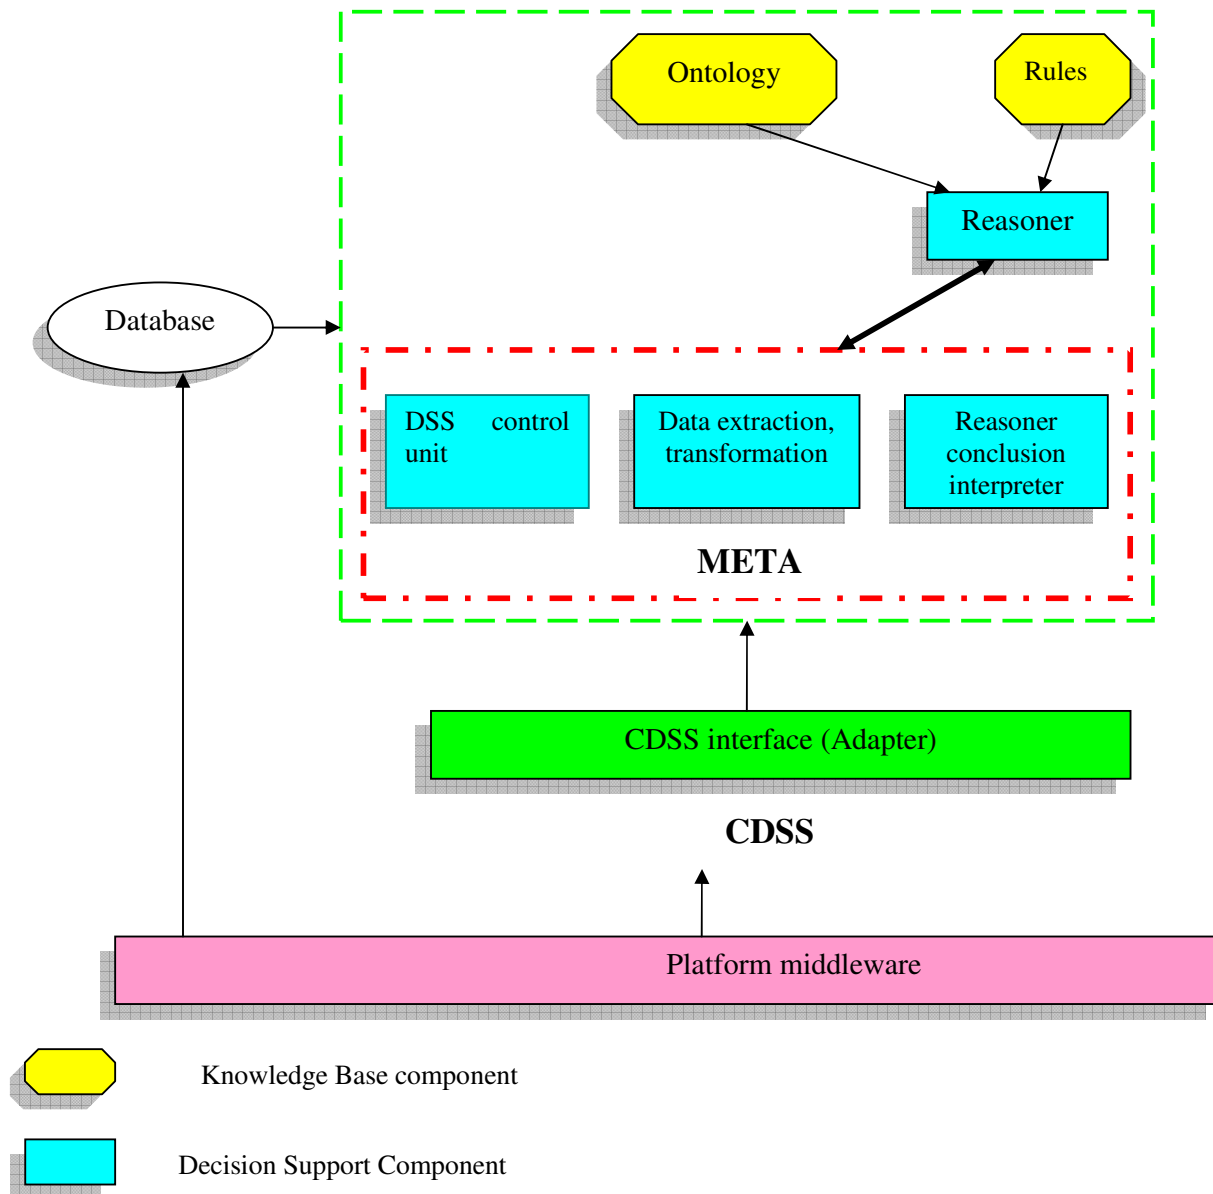 Ontology
Rules
Reasoner
Database
DSS control
unit
Data extraction,
transformation
Reasoner
conclusion
interpreter
META
CDSS interface (Adapter)
CDSS
Platform middleware
Knowledge Base component
Decision Support Component